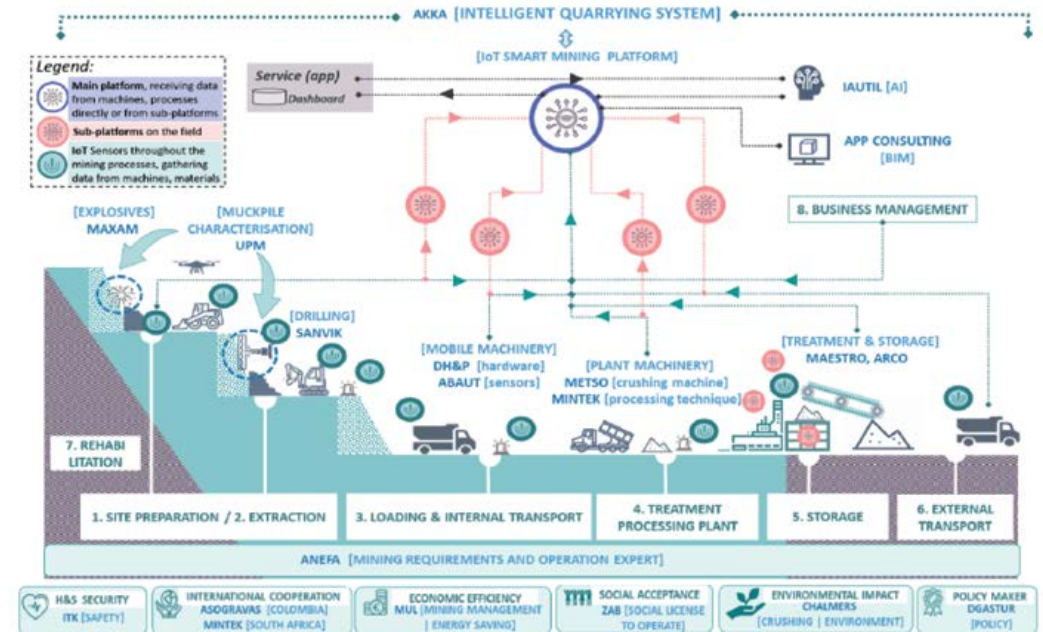 AKKA [INTELLIGENT QUARRYING SYSTEM]
[IoT SMART MINING PLATFORM]
Legend:
Main platform, receiving data
from machines, processes
directly or from sub-platforms
Sub-platforms on the field
IoT Sensors throughout the
mining processes, gathering
data from machines, materials
Service (app)
Dashboard
IAUTIL [AI]
APP CONSULTING
[BIM]
8. BUSINESS MANAGEMENT
[EXPLOSIVES]
MAXAM
[MUCKPILE
CHARACTERISATION]
UPM
[DRILLING]
SANVIK
[MOBILE MACHINERY]
DH&P [hardware]
ABAUT [sensors]
[PLANT MACHINERY]
METSO [crushing machine]
MINTEK [processing technique]
[TREATMENT & STORAGE]
MAESTRO, ARCO
7. REHABI
LITATION
1. SITE PREPARATION / 2. EXTRACTION
3. LOADING & INTERNAL TRANSPORT
4. TREATMENT
PROCESSING PLANT
5. STORAGE
6. EXTERNAL
TRANSPORT
ANEFA [MINING REQUIREMENTS AND OPERATION EXPERT]
H&S SECURITY
ITK [SAFETY]
INTERNATIONAL COOPERATION
ASOGRAVAS [COLOMBIA]
MINTEK [SOUTH AFRICA]
ECONOMIC EFFICIENCY
MUL [MINING MANAGEMENT
| ENERGY SAVING]
SOCIAL ACCEPTANCE
ZAB [SOCIAL LICENSE
TO OPERATE]
ENVIRONMENTAL IMPACT
CHALMERS
[CRUSHING | ENVIRONMENT]
POLICY MAKER
DGASTUR
[POLICY]